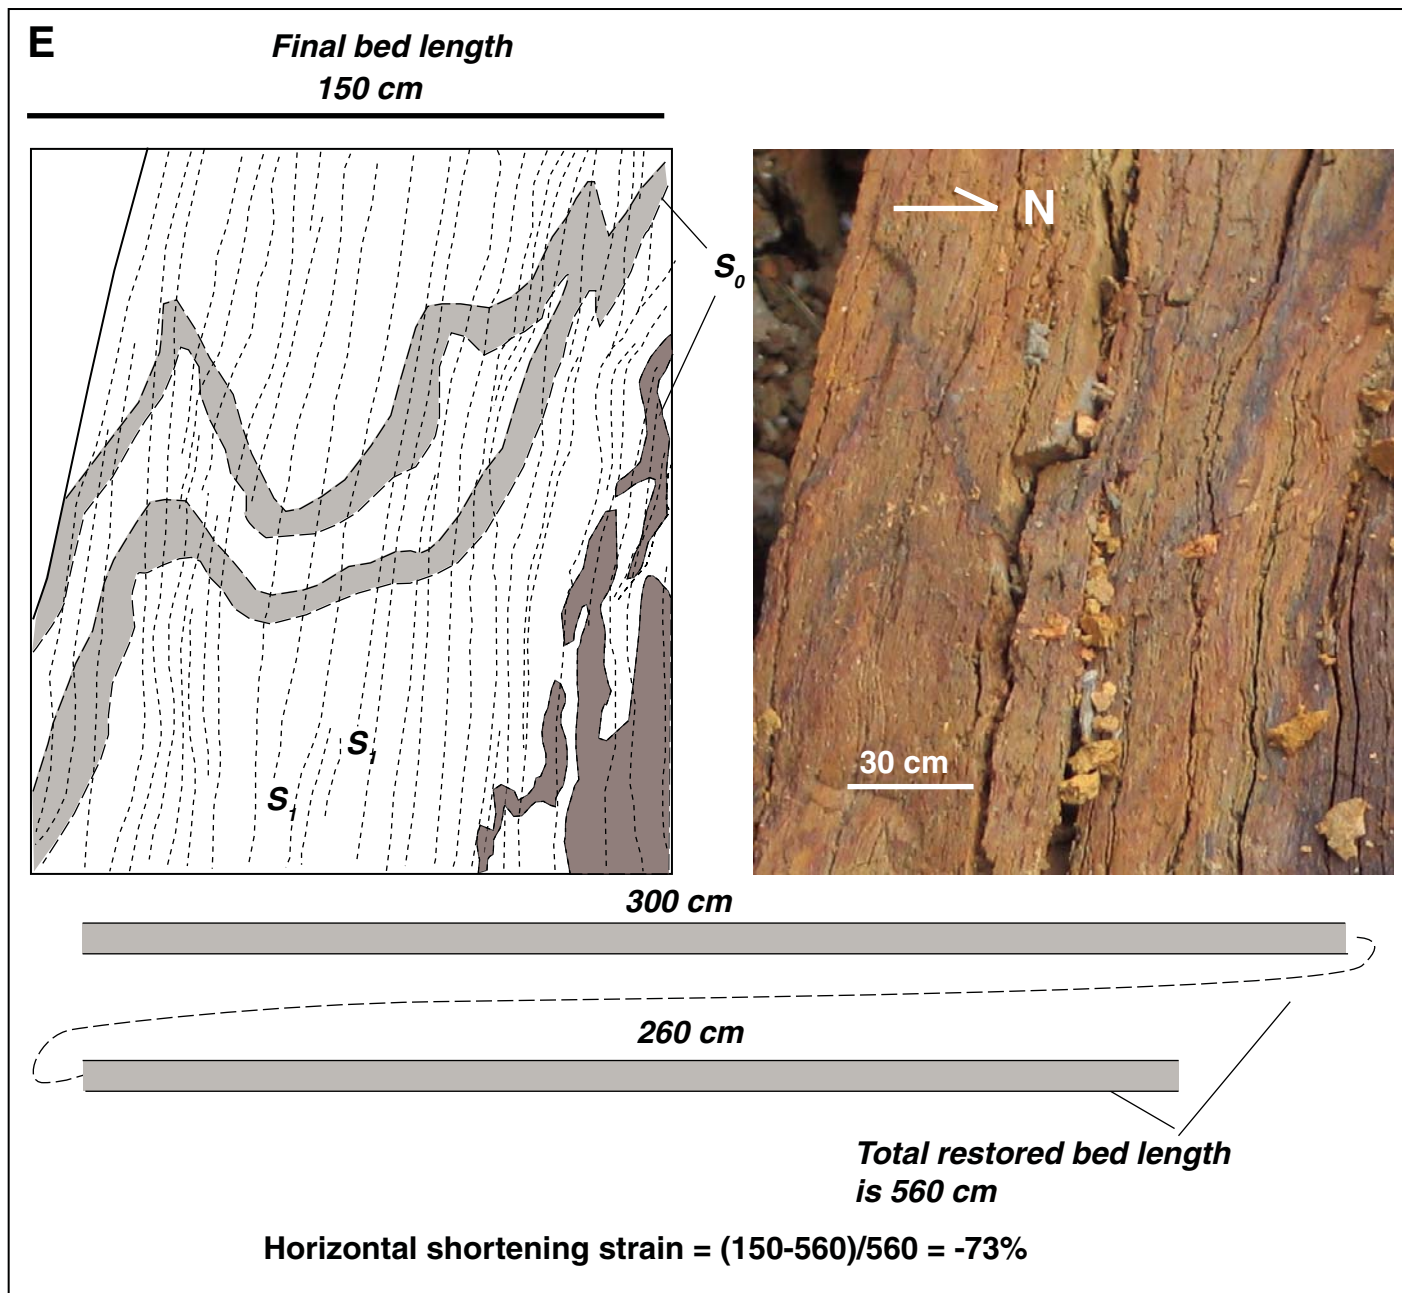 E
Final bed length
150 cm
N
S0
30 cm
S1
S1
300 cm
260 cm
Total restored bed length
is 560 cm
Horizontal shortening strain = (150-560)/560 = -73%